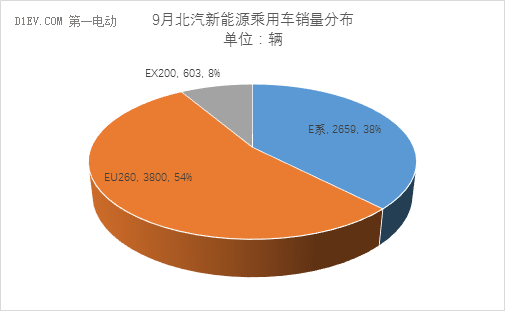 D1EV.COM 第一电动
9月北汽新能源乘用车销量分布
单位：辆
EX200, 603, 8%
E系, 2659, 38%
EU260, 3800, 54%